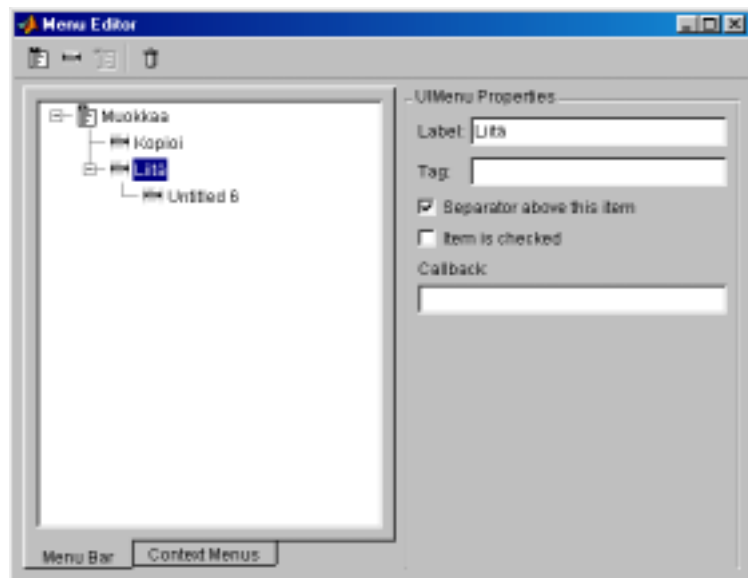 Menu Editor
Muokkaa
Kopioi
Liitä
Untitled 6
UIMenu Properties
Label: Liitä
Tag:
Separator above this item
Item is checked
Callback:
Menu Bar
Context Menus